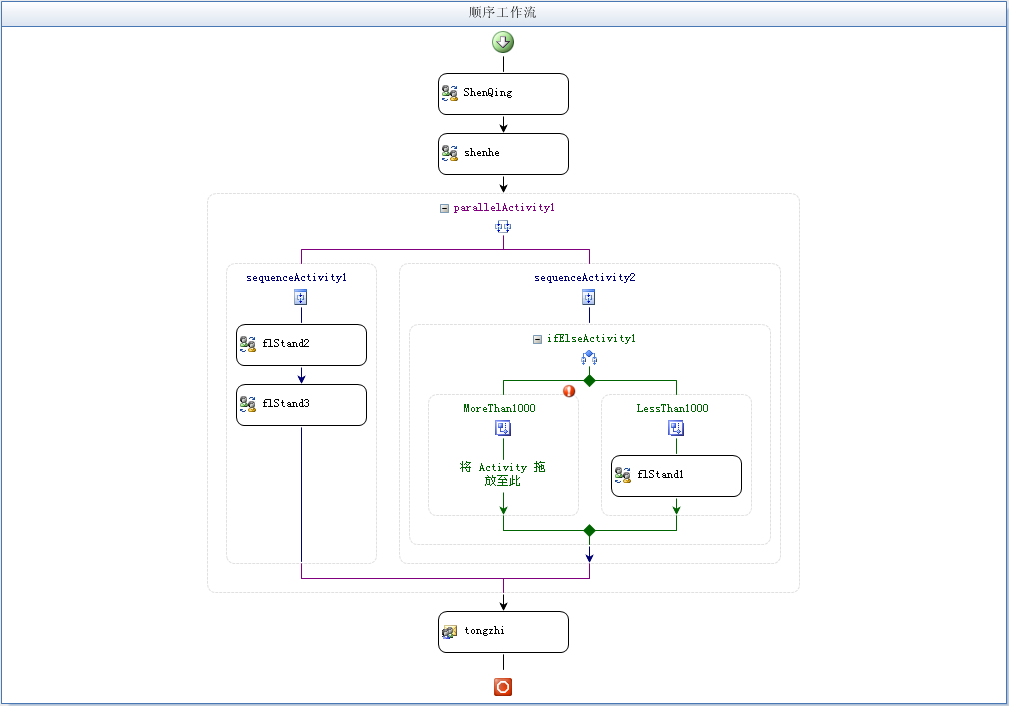 顺序工作流
ShenQing
shenhe
parallelActivity1
sequenceActivity1
sequenceActivity2
flStand2
ifElseActivity1
flStand3
MoreThan1000
LessThan1000
将 Activity 拖
放至此
flStand1
tongzhi